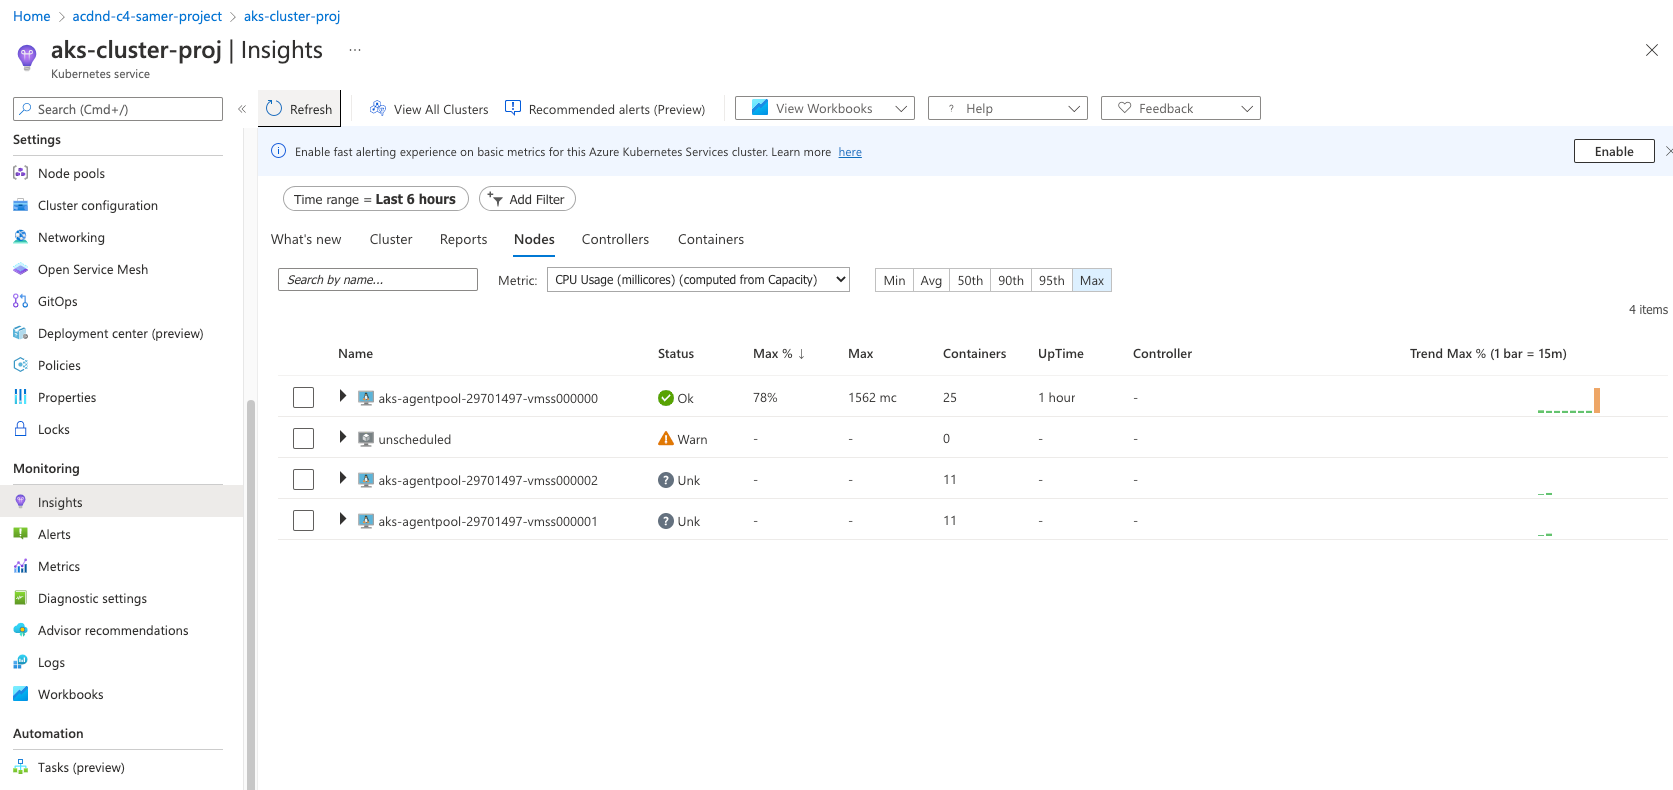 Home > acdnd-c4-samer-project > aks-cluster-proj
aks-cluster-proj | Insights ...
Kubernetes service
Search (Cmd+/)
«
Refresh
View All Clusters
Recommended alerts (Preview)
View Workbooks
? Help
Feedback
Settings
Node pools
Cluster configuration
Networking
Open Service Mesh
GitOps
Deployment center (preview)
Policies
Properties
Locks
Monitoring
Insights
Alerts
Metrics
Diagnostic settings
Advisor recommendations
Logs
Workbooks
Automation
Tasks (preview)
Enable fast alerting experience on basic metrics for this Azure Kubernetes Services cluster. Learn more here
Enable
Time range = Last 6 hours
Add Filter
What's new Cluster Reports Nodes Controllers Containers
Search by name...
Metric: CPU Usage (millicores) (computed from Capacity)
Min Avg 50th 90th 95th Max
4 items
Name Status Max % ↓ Max Containers UpTime Controller Trend Max % (1 bar = 15m)
aks-agentpool-29701497-vmss000000 Ok 78% 1562 mc 25 1 hour -
unscheduled Warn - - 0 - -
aks-agentpool-29701497-vmss000002 ? Unk - - 11 - -
aks-agentpool-29701497-vmss000001 ? Unk - - 11 - -